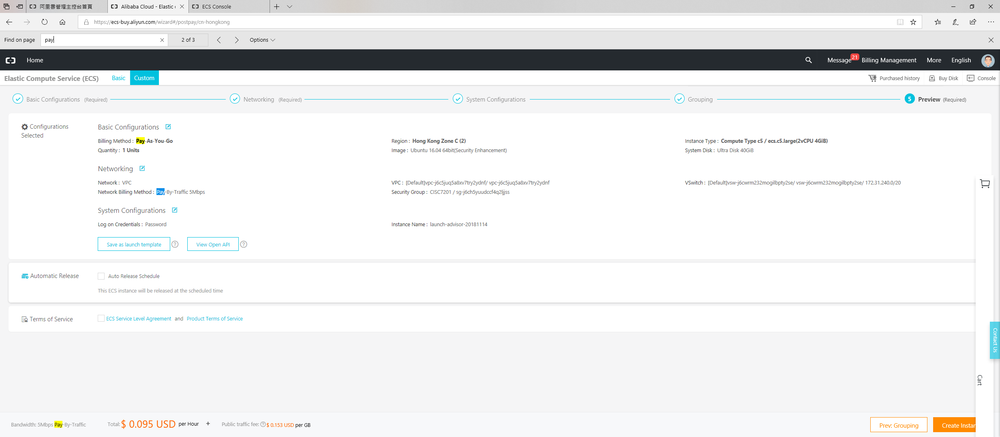 阿里雲管理主控台首頁
Alibaba Cloud - Elastic
ECS Console
https://ecs-buy.aliyun.com/wizard#/postpay/cn-hongkong
Find on page
pay
2 of 3
Options
Home
Message
21
Billing Management
More
English
Elastic Compute Service (ECS)
Basic
Custom
Purchased history
Buy Disk
Console
Basic Configurations (Required)
Networking (Required)
System Configurations
Grouping
5
Preview (Required)
Configurations
Selected
Basic Configurations
Billing Method : Pay-As-You-Go
Region : Hong Kong Zone C (2)
Instance Type : Compute Type c5 / ecs.c5.large(2vCPU 4GiB)
Quantity : 1 Units
Image : Ubuntu 16.04 64bit(Security Enhancement)
System Disk : Ultra Disk 40GiB
Networking
Network : VPC
VPC : [Default]vpc-j6c5juq5a8xv7try2ydnf/ vpc-j6c5juq5a8xv7try2ydnf
VSwitch : [Default]vsw-j6cwrm232mogilbpty2se/ vsw-j6cwrm232mogilbpty2se/ 172.31.240.0/20
Network Billing Method : Pay-By-Traffic 5Mbps
Security Group : CISC7201 / sg-j6ch5yuudccf4q2ljjss
System Configurations
Log on Credentials : Password
Instance Name : launch-advisor-20181114
Save as launch template
?
View Open API
?
Automatic Release
Auto Release Schedule
This ECS instance will be released at the scheduled time
Terms of Service
ECS Service Level Agreement and Product Terms of Service
Contact Us
Cart
Bandwidth: 5Mbps Pay-By-Traffic
Total: $ 0.095 USD per Hour +
Public traffic fee: ? $ 0.153 USD per GB
Prev: Grouping
Create Instan